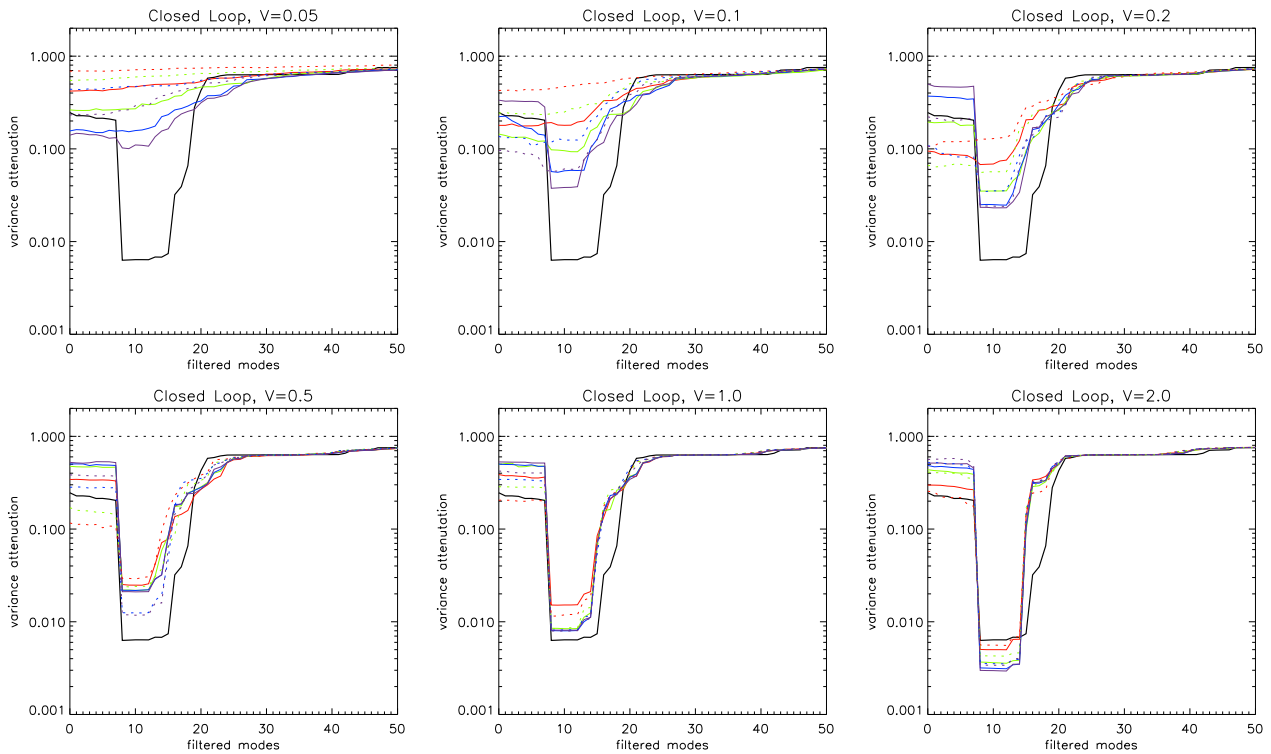 Closed Loop, V=0.05
variance attenuation
1.000
0.100
0.010
0.001
0 10 20 30 40 50
filtered modes
Closed Loop, V=0.1
variance attenuation
1.000
0.100
0.010
0.001
0 10 20 30 40 50
filtered modes
Closed Loop, V=0.2
variance attenuation
1.000
0.100
0.010
0.001
0 10 20 30 40 50
filtered modes
Closed Loop, V=0.5
variance attenuation
1.000
0.100
0.010
0.001
0 10 20 30 40 50
filtered modes
Closed Loop, V=1.0
variance attenutation
1.000
0.100
0.010
0.001
0 10 20 30 40 50
filtered modes
Closed Loop, V=2.0
variance attenutation
1.000
0.100
0.010
0.001
0 10 20 30 40 50
filtered modes